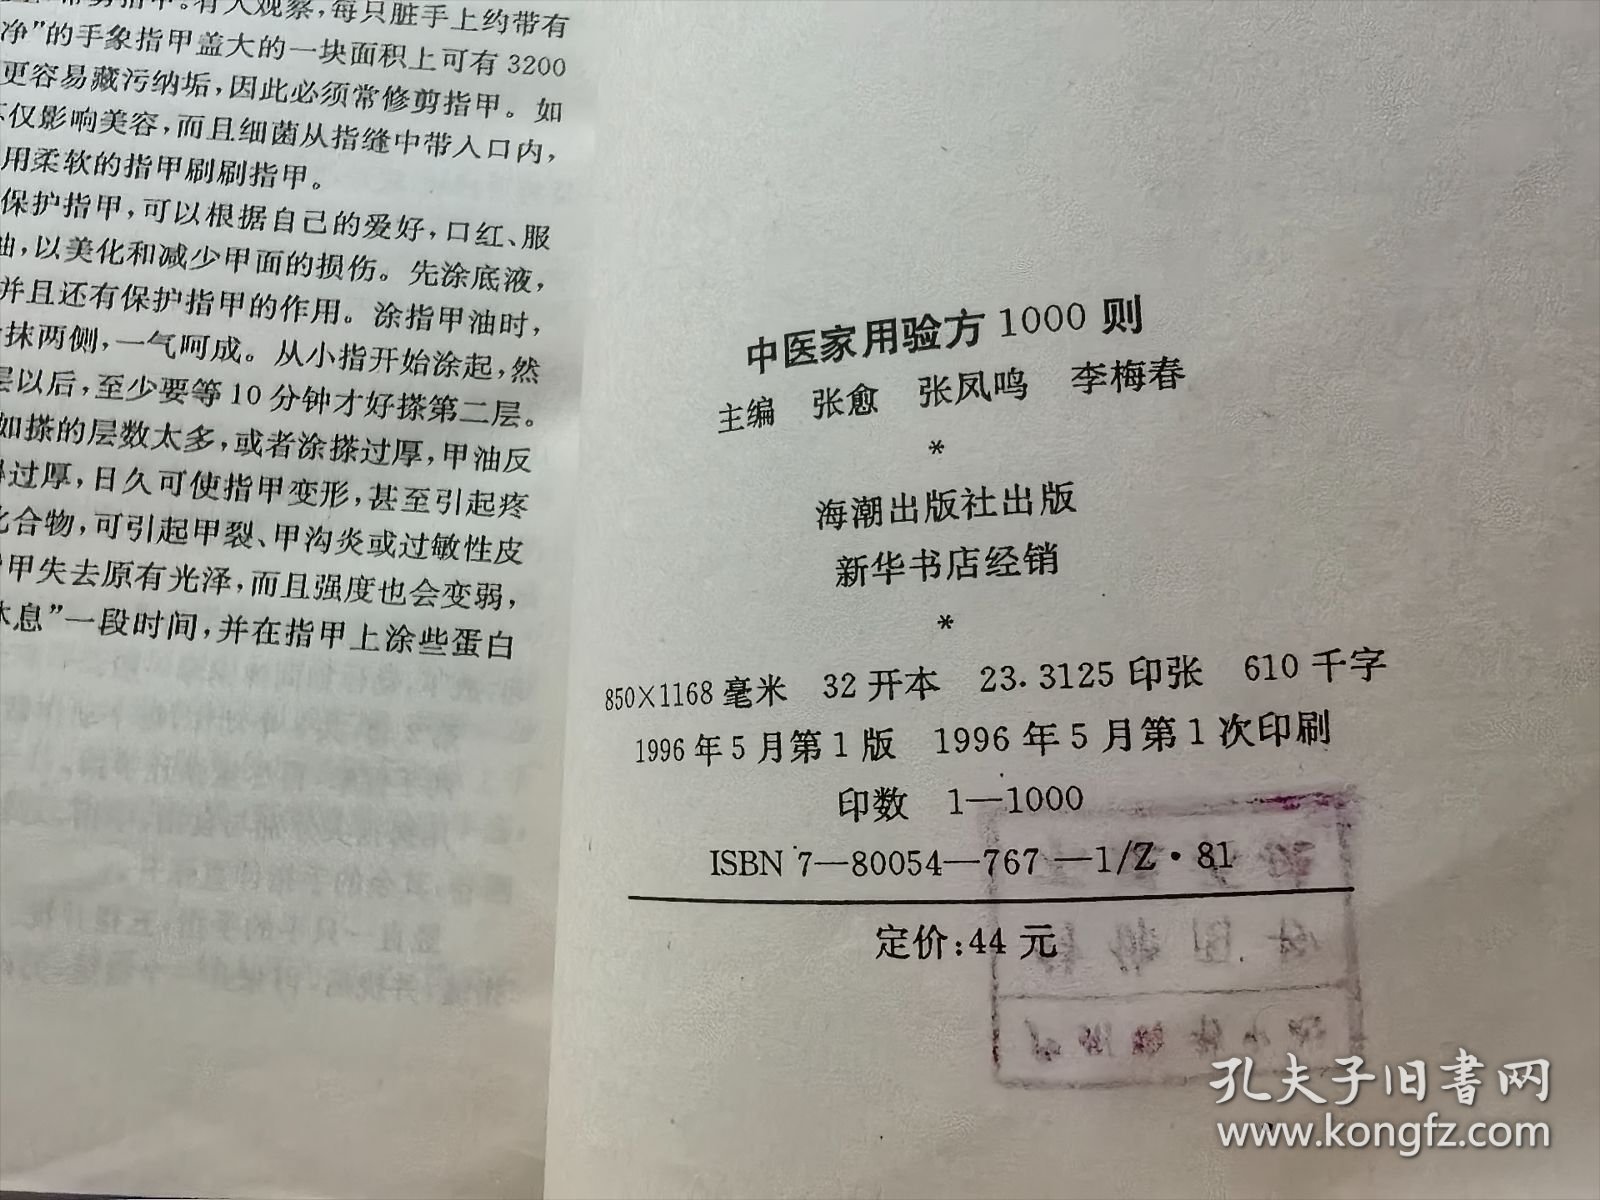 常剪指甲。有人观察，每只脏手上约带有
净”的手象指甲盖大的一块面积上可有3200
更容易藏污纳垢，因此必须常修剪指甲。如
不仅影响美容，而且细菌从指缝中带入口内，
用柔软的指甲刷刷指甲。
保护指甲，可以根据自己的爱好，口红、服
油，以美化和减少甲面的损伤。先涂底液，
并且还有保护指甲的作用。涂指甲油时，
抹两侧，一气呵成。从小指开始涂起，然
层以后，至少要等10分钟才好搽第二层。
如搽的层数太多，或者涂搽过厚，甲油反
过厚，日久可使指甲变形，甚至引起疼
化合物，可引起甲裂、甲沟炎或过敏性皮
甲失去原有光泽，而且强度也会变弱，
休息”一段时间，并在指甲上涂些蛋白
中医家用验方1000则
主编 张愈 张凤鸣 李梅春
*
海潮出版社出版
新华书店经销
*
850×1168毫米 32开本 23.3125印张 610千字
1996年5月第1版 1996年5月第1次印刷
印数 1—1000
ISBN 7—80054—767—1/Z·81
定价:44元
孔夫子旧书网
www.kongfz.com